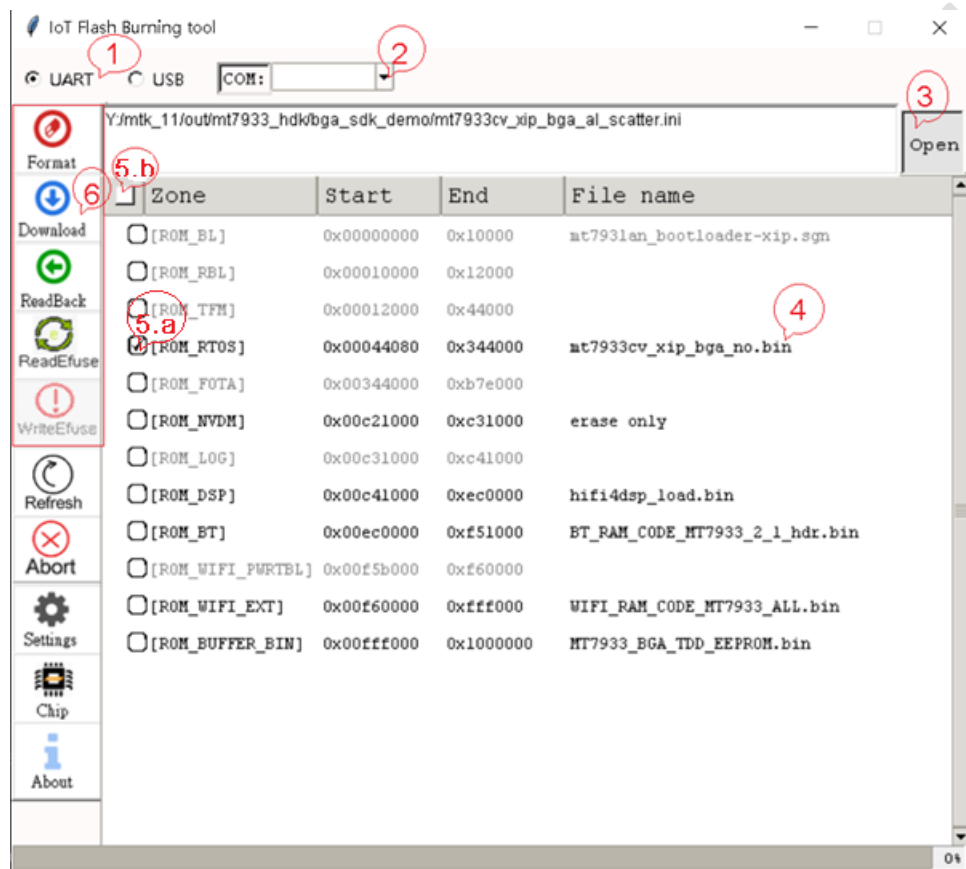 IoT Flash Burning tool
1
2
UART USB COM:
3
Y:/mtk_11/out/mt7933_hdk/bga_sdk_demo/mt7933cv_xip_bga_al_scatter.ini
Open
Format
5.b
6
Zone Start End File name
Download
[ROM_BL] 0x00000000 0x10000 mt7931an_bootloader-xip.sgn
[ROM_RBL] 0x00010000 0x12000
ReadBack
[ROM_TFM] 0x00012000 0x44000
4
5.a
[ROM_RTOS] 0x00044080 0x344000 mt7933cv_xip_bga_no.bin
ReadEfuse
[ROM_FOTA] 0x00344000 0xb7e000
[ROM_NVDM] 0x00c21000 0xc31000 erase only
WriteEfuse
[ROM_LOG] 0x00c31000 0xc41000
[ROM_DSP] 0x00c41000 0xec0000 hifi4dsp_load.bin
Refresh
[ROM_BT] 0x00ec0000 0xf51000 BT_RAM_CODE_MT7933_2_1_hdr.bin
Abort
[ROM_WIFI_PWRTBL] 0x00f5b000 0xf60000
[ROM_WIFI_EXT] 0x00f60000 0xfff000 WIFI_RAM_CODE_MT7933_ALL.bin
Settings
[ROM_BUFFER_BIN] 0x00fff000 0x1000000 MT7933_BGA_TDD_EEPROM.bin
Chip
About
0%